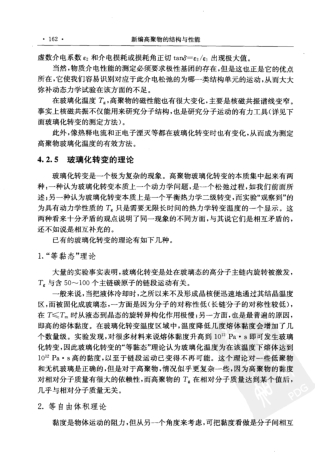 · 162 · 新编高聚物的结构与性能
虚数介电系数 ε₂ 和介电损耗或损耗角正切 tanδ=ε₂/ε₁ 出现很大值。
当然,物质介电性能的测定必须要求极性基团的存在,但是这也正是它的优点
所在,它使我们容易识别对应于此介电松弛的为哪一类结构单元的运动,从而大大
弥补动态力学试验在该方面的不足。
在玻璃化温度 Tg,高聚物的磁性能也有很大变化,主要是核磁共振谱线变窄。
事实上核磁共振不仅能用来研究分子结构,也是研究分子运动的有力工具(详见下
面玻璃化转变的测定方法)。
此外,像热释电流和正电子湮灭等都在玻璃化转变时也有变化,从而成为测定
高聚物玻璃化温度的有效方法。
4.2.5 玻璃化转变的理论
玻璃化转变是一个极为复杂的现象。高聚物玻璃化转变的本质集中起来有两
种,一种认为玻璃化转变本质上是一个动力学问题,是一个松弛过程,如我们前面所
述;另一种认为玻璃化转变本质上是一个平衡热力学二级转变,而实验“观察到”的
为具有动力学性质的 Tg 只是需要无限长时间的热力学转变温度的一个显示。这
两种看来十分矛盾的观点说明了同一现象的不同方面,与其说它们是相矛盾的,
还不如说是相互补充的。
已有的玻璃化转变的理论有如下几种。
1.“等黏态”理论
大量的实验事实表明,玻璃化转变是处在玻璃态的高分子主链内旋转被激发,
Tg 与含 50~100 个主链碳原子的链段运动有关。
一般来说,当把液体冷却时,之所以来不及形成晶核便迅速地通过其结晶温度
区,而被固化成玻璃态,一方面是因为分子的对称性低(长链分子的对称性较低),
在 T≪Tm 时从液态到晶态的旋转异构化作用很慢;另一方面,也是最普遍的原因,
即高的熔体黏度。在玻璃化转变温度区域中,温度降低几度熔体黏度会增加了几
个数量级。实验发现,对很多材料来说熔体黏度升高到 10¹² Pa·s 即可发生玻璃
化转变,因此玻璃化转变的“等黏态”理论认为玻璃化温度为在该温度下熔体达到
10¹² Pa·s 高的黏度,以至于链段运动已变得不再可能。这个理论对一些低聚物
和无机玻璃是正确的,但是对于高聚物,情况似乎更复杂一些,因为高聚物的黏度
对相对分子质量有很大的依赖性,而高聚物的 Tg 在相对分子质量达到某个值后,
几乎与相对分子质量无关。
2. 等自由体积理论
黏度是物体运动的阻力,但从另一个角度来考虑,可把黏度看做是分子间相互
PDG